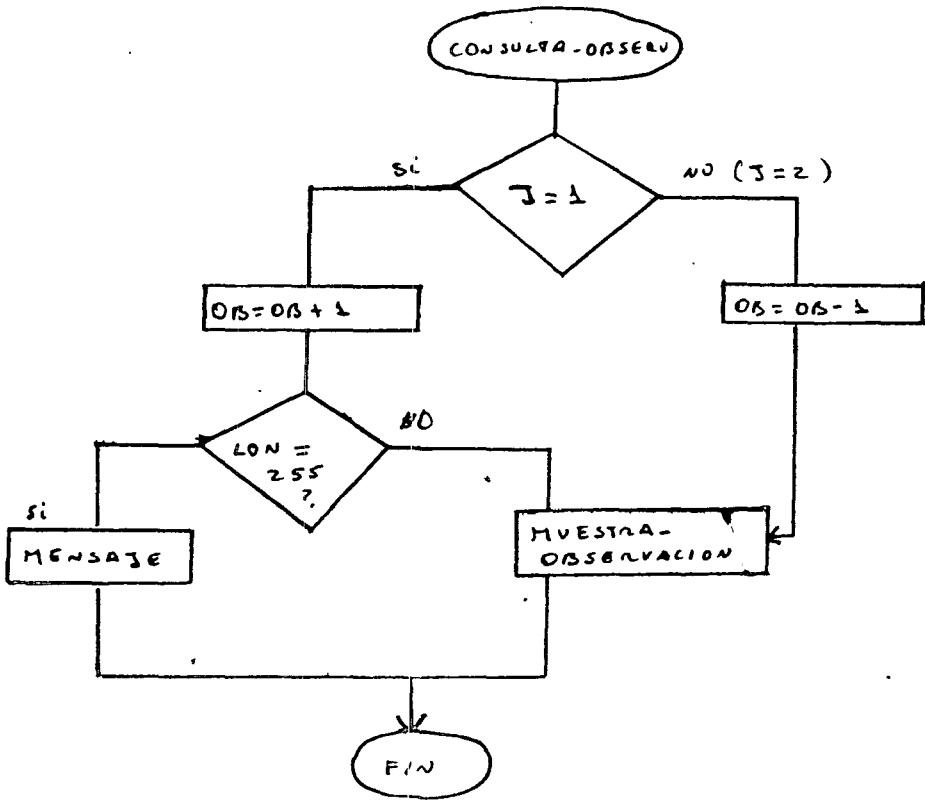 CONSULTA-OBSERV
J=1
Si
NO (J=2)
OB=OB+1
OB=OB-1
LON =
255
?
NO
Si
MENSAJE
MUESTRA-
OBSERVACION
FIN